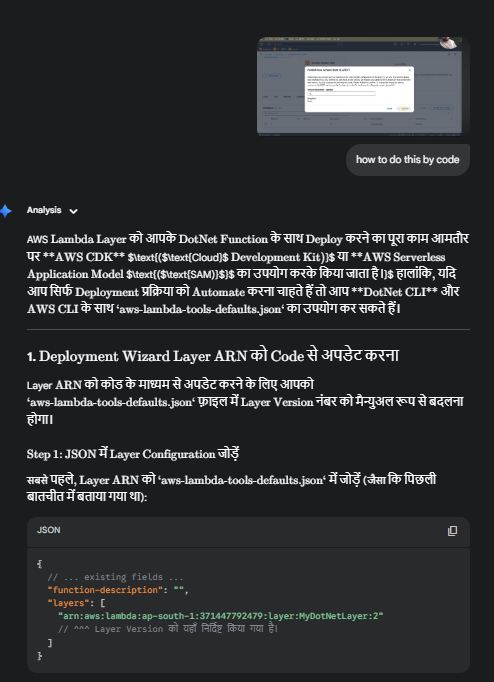 how to do this by code
Analysis
AWS Lambda Layer को आपके DotNet Function के साथ Deploy करने का पूरा काम आमतौर
पर **AWS CDK** $\text{($\text{Cloud}$ Development Kit)}$ या **AWS Serverless
Application Model $\text{($\text{SAM)}$}$ का उपयोग करके किया जाता है।)$ हालांकि, यदि
आप सिर्फ Deployment प्रक्रिया को Automate करना चाहते हैं तो आप **DotNet CLI** और
AWS CLI के साथ ‘aws-lambda-tools-defaults.json‘ का उपयोग कर सकते हैं।
1. Deployment Wizard Layer ARN को Code से अपडेट करना
Layer ARN को कोड के माध्यम से अपडेट करने के लिए आपको
‘aws-lambda-tools-defaults.json‘ फ़ाइल में Layer Version नंबर को मैन्युअल रूप से बदलना
होगा।
Step 1: JSON में Layer Configuration जोड़ें
सबसे पहले, Layer ARN को ‘aws-lambda-tools-defaults.json‘ में जोड़ें (जैसा कि पिछली
बातचीत में बताया गया था):
JSON
{
// ... existing fields ...
"function-description": "",
"layers": [
"arn:aws:lambda:ap-south-1:371447792479:layer:MyDotNetLayer:2"
// ^^^ Layer Version को यहाँ निर्दिष्ट किया गया है।
]
}